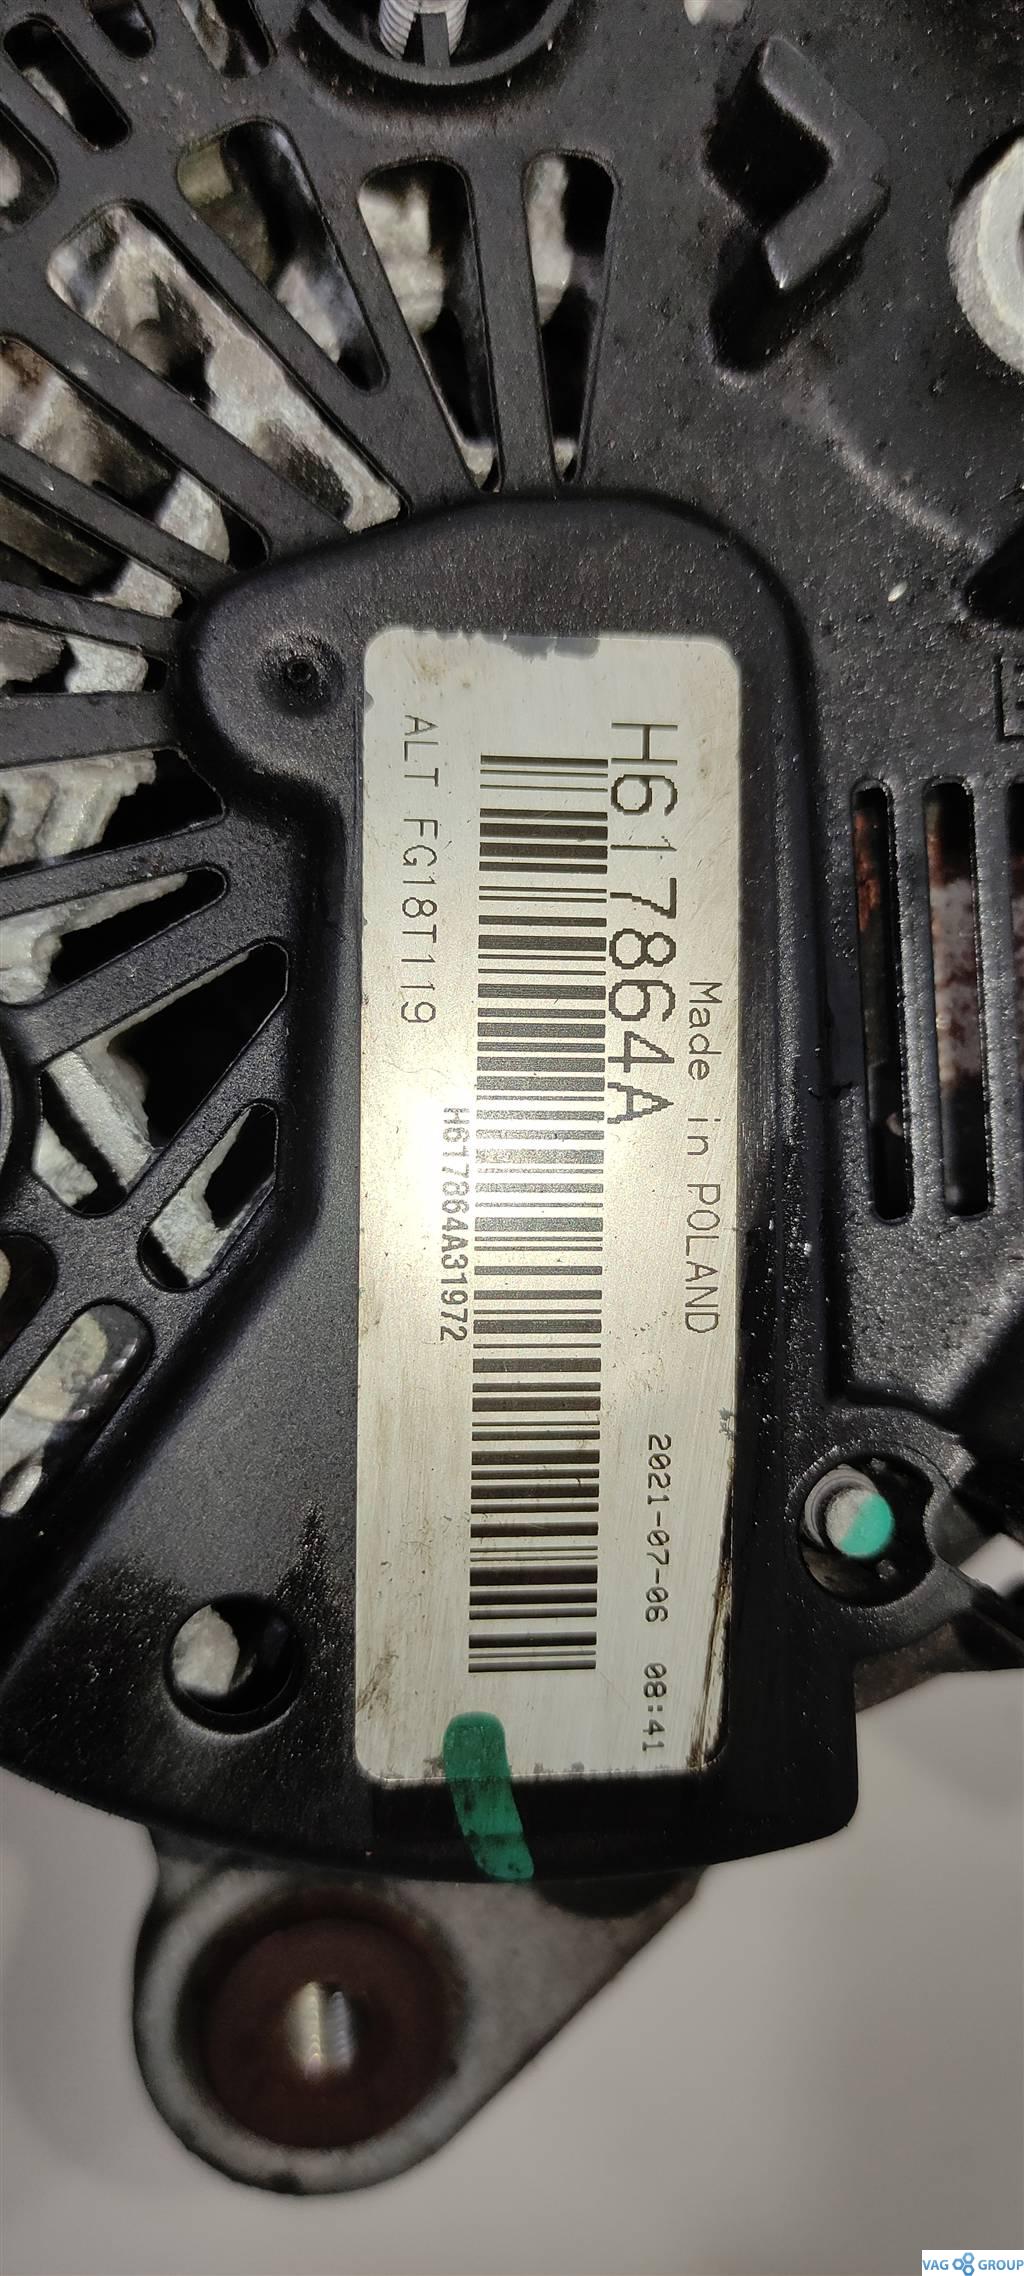 Made in POLAND
2021-07-06 08:41
H617864A
H617864A31972
ALT FG18T119
VAG GROUP